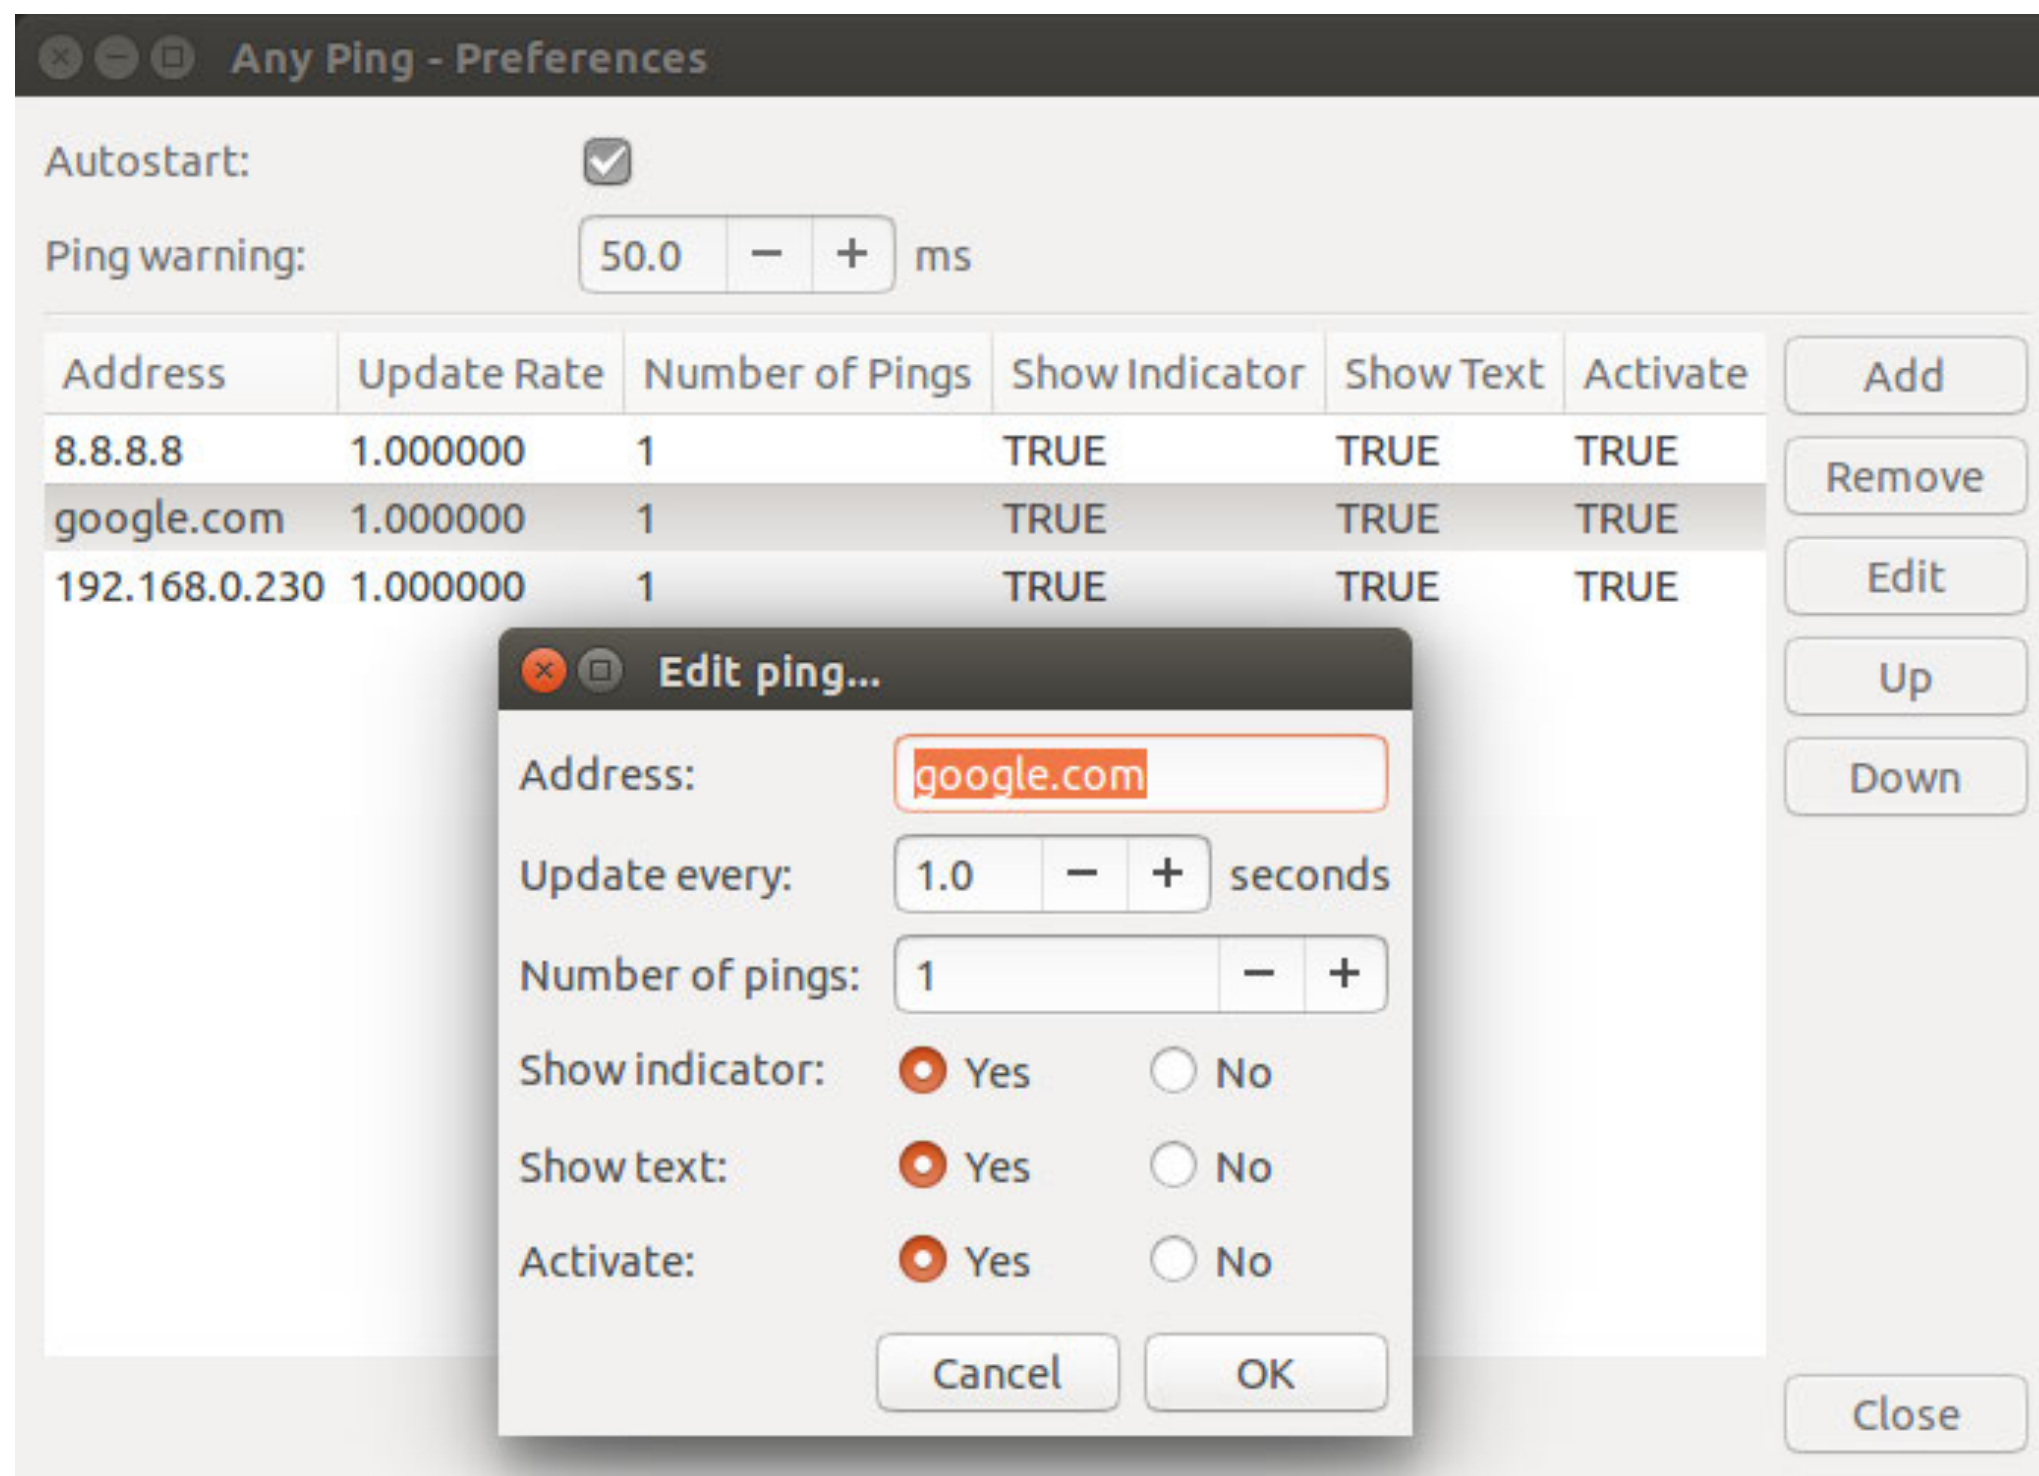 Any Ping - Preferences
Autostart:
Ping warning: 50.0 − + ms
Address Update Rate Number of Pings Show Indicator Show Text Activate
8.8.8.8 1.000000 1 TRUE TRUE TRUE
google.com 1.000000 1 TRUE TRUE TRUE
192.168.0.230 1.000000 1 TRUE TRUE TRUE
Add
Remove
Edit
Up
Down
Edit ping...
Address: google.com
Update every: 1.0 − + seconds
Number of pings: 1 − +
Show indicator: Yes No
Show text: Yes No
Activate: Yes No
Cancel OK
Close